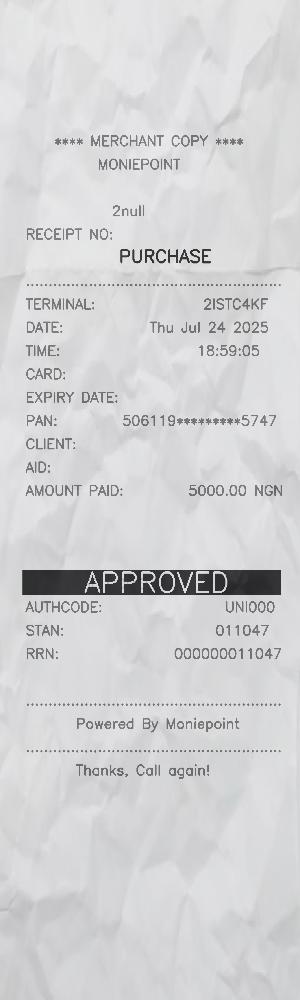 **** MERCHANT COPY ****
MONIEPOINT
2null
RECEIPT NO:
PURCHASE
TERMINAL: 2ISTC4KF
DATE: Thu Jul 24 2025
TIME: 18:59:05
CARD:
EXPIRY DATE:
PAN: 506119*********5747
CLIENT:
AID:
AMOUNT PAID: 5000.00 NGN
APPROVED
AUTHCODE: UNI000
STAN: 011047
RRN: 000000011047
Powered By Moniepoint
Thanks, Call again!